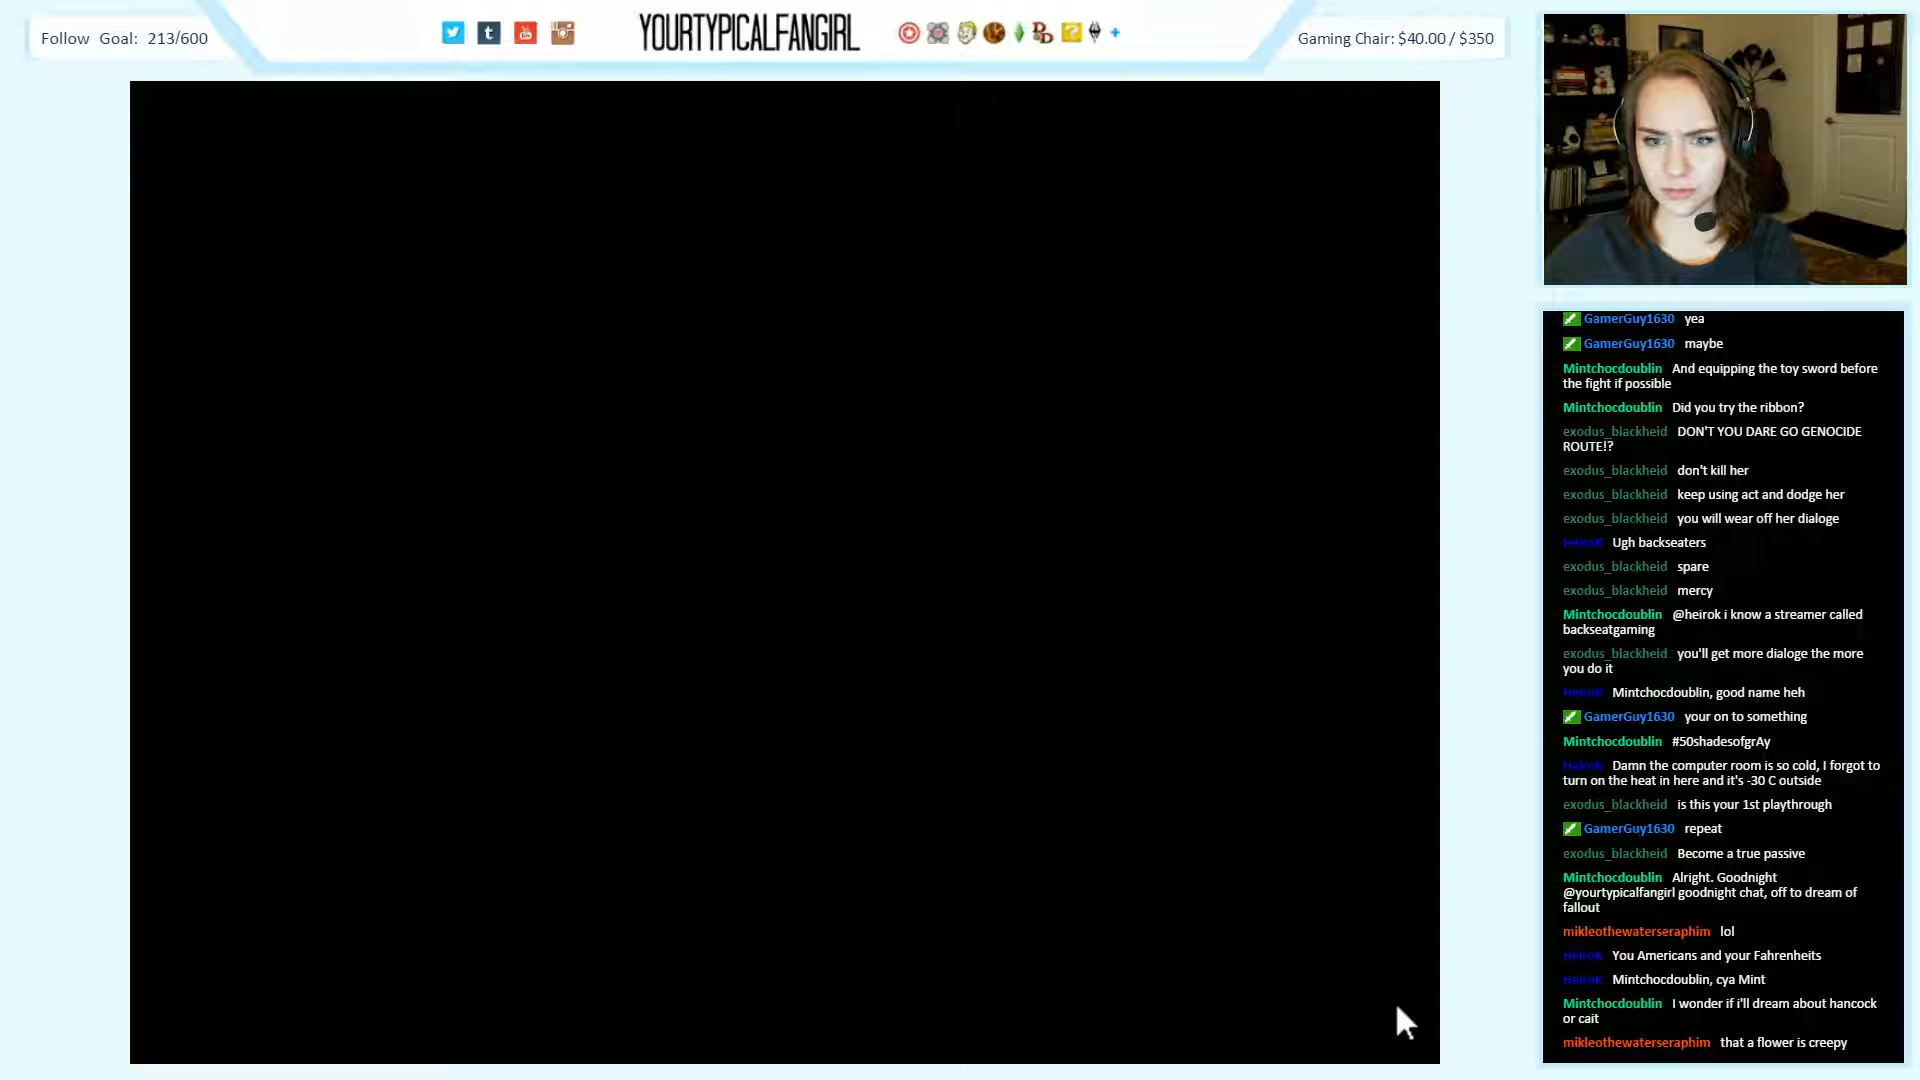 Follow Goal: 213/600
YOURTYPICALFANGIRL
Gaming Chair: $40.00 / $350
GamerGuy1630 yea
GamerGuy1630 maybe
Mintchocdoublin And equipping the toy sword before
the fight if possible
Mintchocdoublin Did you try the ribbon?
exodus_blackheid DON'T YOU DARE GO GENOCIDE
ROUTE!?
exodus_blackheid don't kill her
exodus_blackheid keep using act and dodge her
exodus_blackheid you will wear off her dialoge
HeiroK Ugh backseaters
exodus_blackheid spare
exodus_blackheid mercy
Mintchocdoublin @heirok i know a streamer called
backseatgaming
exodus_blackheid you'll get more dialoge the more
you do it
HeiroK Mintchocdoublin, good name heh
GamerGuy1630 your on to something
Mintchocdoublin #50shadesofgrAy
HeiroK Damn the computer room is so cold, I forgot to
turn on the heat in here and it's -30 C outside
exodus_blackheid is this your 1st playthrough
GamerGuy1630 repeat
exodus_blackheid Become a true passive
Mintchocdoublin Alright. Goodnight
@yourtypicalfangirl goodnight chat, off to dream of
fallout
mikleothewaterseraphim lol
HeiroK You Americans and your Fahrenheits
HeiroK Mintchocdoublin, cya Mint
Mintchocdoublin I wonder if i'll dream about hancock
or cait
mikleothewaterseraphim that a flower is creepy